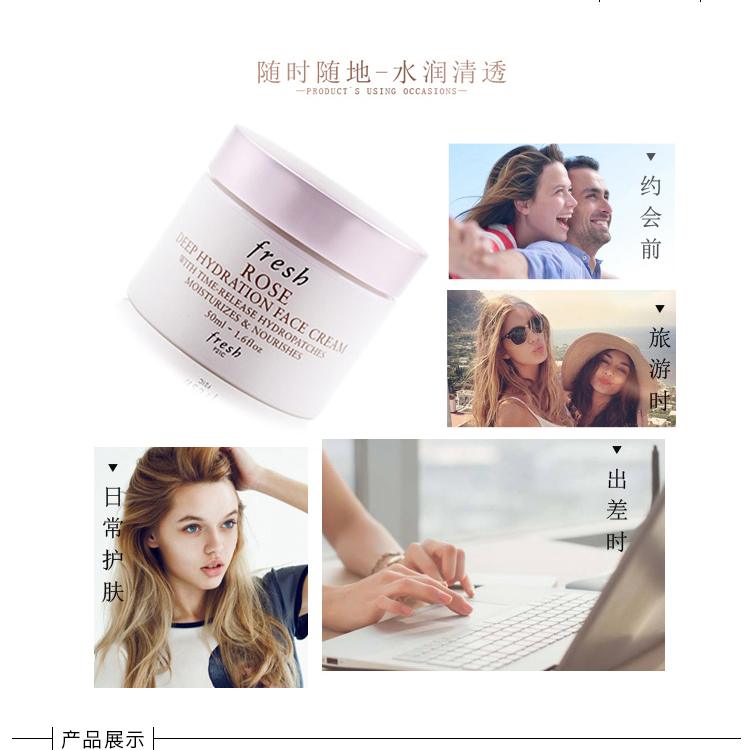 随时随地-水润清透
—PRODUCT`S USING OCCASIONS—
fresh
ROSE
DEEP HYDRATION FACE CREAM
WITH TIME-RELEASE HYDROPATCHES
MOISTURIZES & NOURISHES
50ml - 1.6floz
fresh
约会前
旅游时
日常护肤
出差时
产品展示